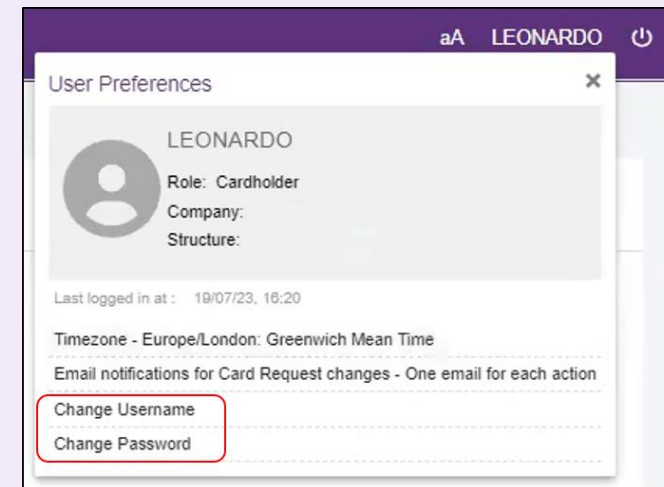 aA LEONARDO
User Preferences
LEONARDO
Role: Cardholder
Company:
Structure:
Last logged in at : 19/07/23, 16:20
Timezone - Europe/London: Greenwich Mean Time
Email notifications for Card Request changes - One email for each action
Change Username
Change Password